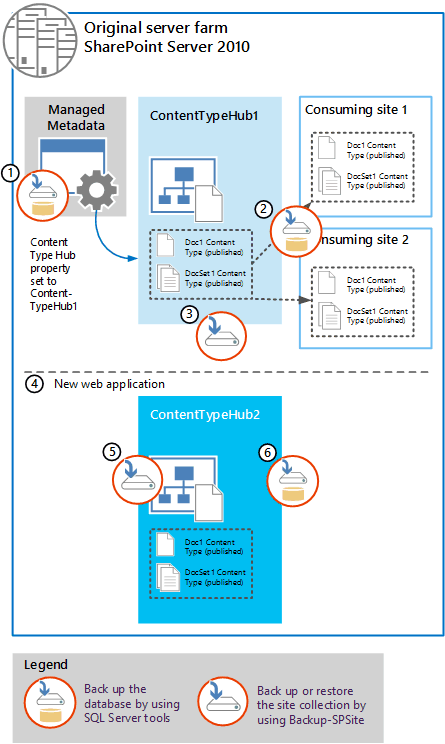 Original server farm
SharePoint Server 2010
Managed
Metadata
1
Content
Type Hub
property
set to
Content-
TypeHub1
ContentTypeHub1
Doc1 Content
Type (published)
DocSet1 Content
Type (published)
2
3
Consuming site 1
Doc1 Content
Type (published)
DocSet1 Content
Type (published)
onsuming site 2
Doc1 Content
Type (published)
DocSet1 Content
Type (published)
4
New web application
ContentTypeHub2
5
6
Doc1 Content
Type (published)
DocSet1 Content
Type (published)
Legend
Back up the
database by using
SQL Server tools
Back up or restore
the site collection by
using Backup-SPSite